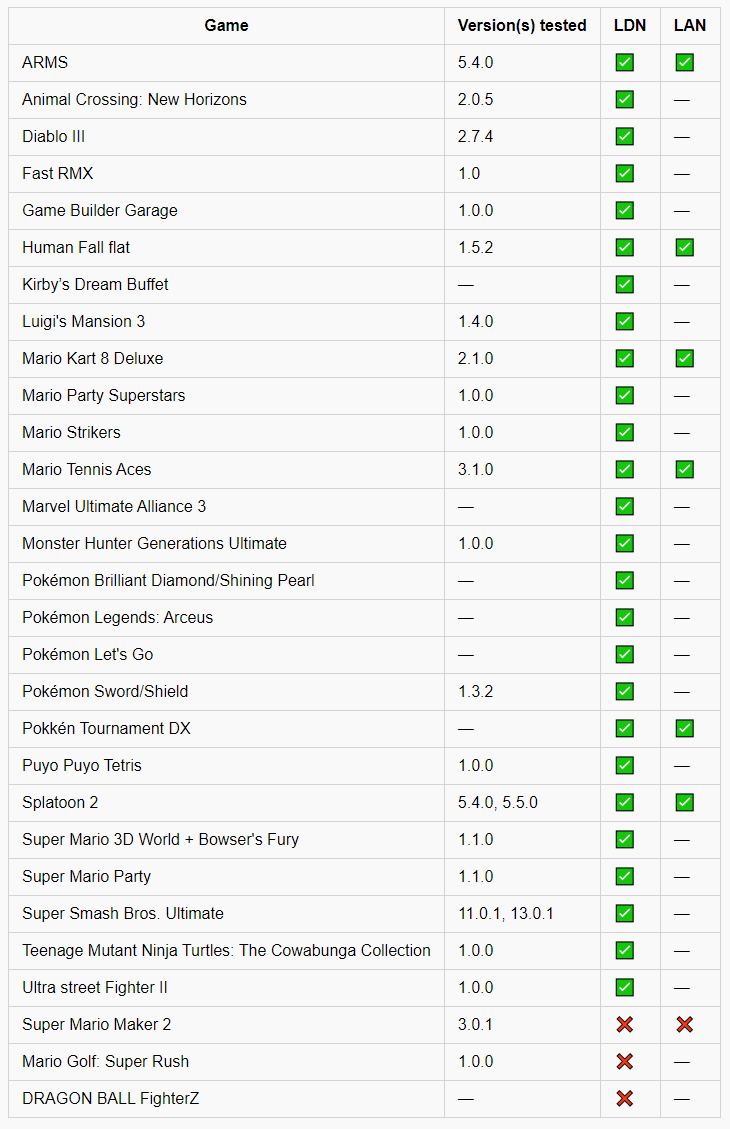 Game Version(s) tested LDN LAN
ARMS 5.4.0 ✅ ✅
Animal Crossing: New Horizons 2.0.5 ✅ —
Diablo III 2.7.4 ✅ —
Fast RMX 1.0 ✅ —
Game Builder Garage 1.0.0 ✅ —
Human Fall flat 1.5.2 ✅ ✅
Kirby’s Dream Buffet — ✅ —
Luigi's Mansion 3 1.4.0 ✅ —
Mario Kart 8 Deluxe 2.1.0 ✅ ✅
Mario Party Superstars 1.0.0 ✅ —
Mario Strikers 1.0.0 ✅ —
Mario Tennis Aces 3.1.0 ✅ ✅
Marvel Ultimate Alliance 3 — ✅ —
Monster Hunter Generations Ultimate 1.0.0 ✅ —
Pokémon Brilliant Diamond/Shining Pearl — ✅ —
Pokémon Legends: Arceus — ✅ —
Pokémon Let's Go — ✅ —
Pokémon Sword/Shield 1.3.2 ✅ —
Pokkén Tournament DX — ✅ ✅
Puyo Puyo Tetris 1.0.0 ✅ —
Splatoon 2 5.4.0, 5.5.0 ✅ ✅
Super Mario 3D World + Bowser's Fury 1.1.0 ✅ —
Super Mario Party 1.1.0 ✅ —
Super Smash Bros. Ultimate 11.0.1, 13.0.1 ✅ —
Teenage Mutant Ninja Turtles: The Cowabunga Collection 1.0.0 ✅ —
Ultra street Fighter II 1.0.0 ✅ —
Super Mario Maker 2 3.0.1 ❌ ❌
Mario Golf: Super Rush 1.0.0 ❌ —
DRAGON BALL FighterZ — ❌ —